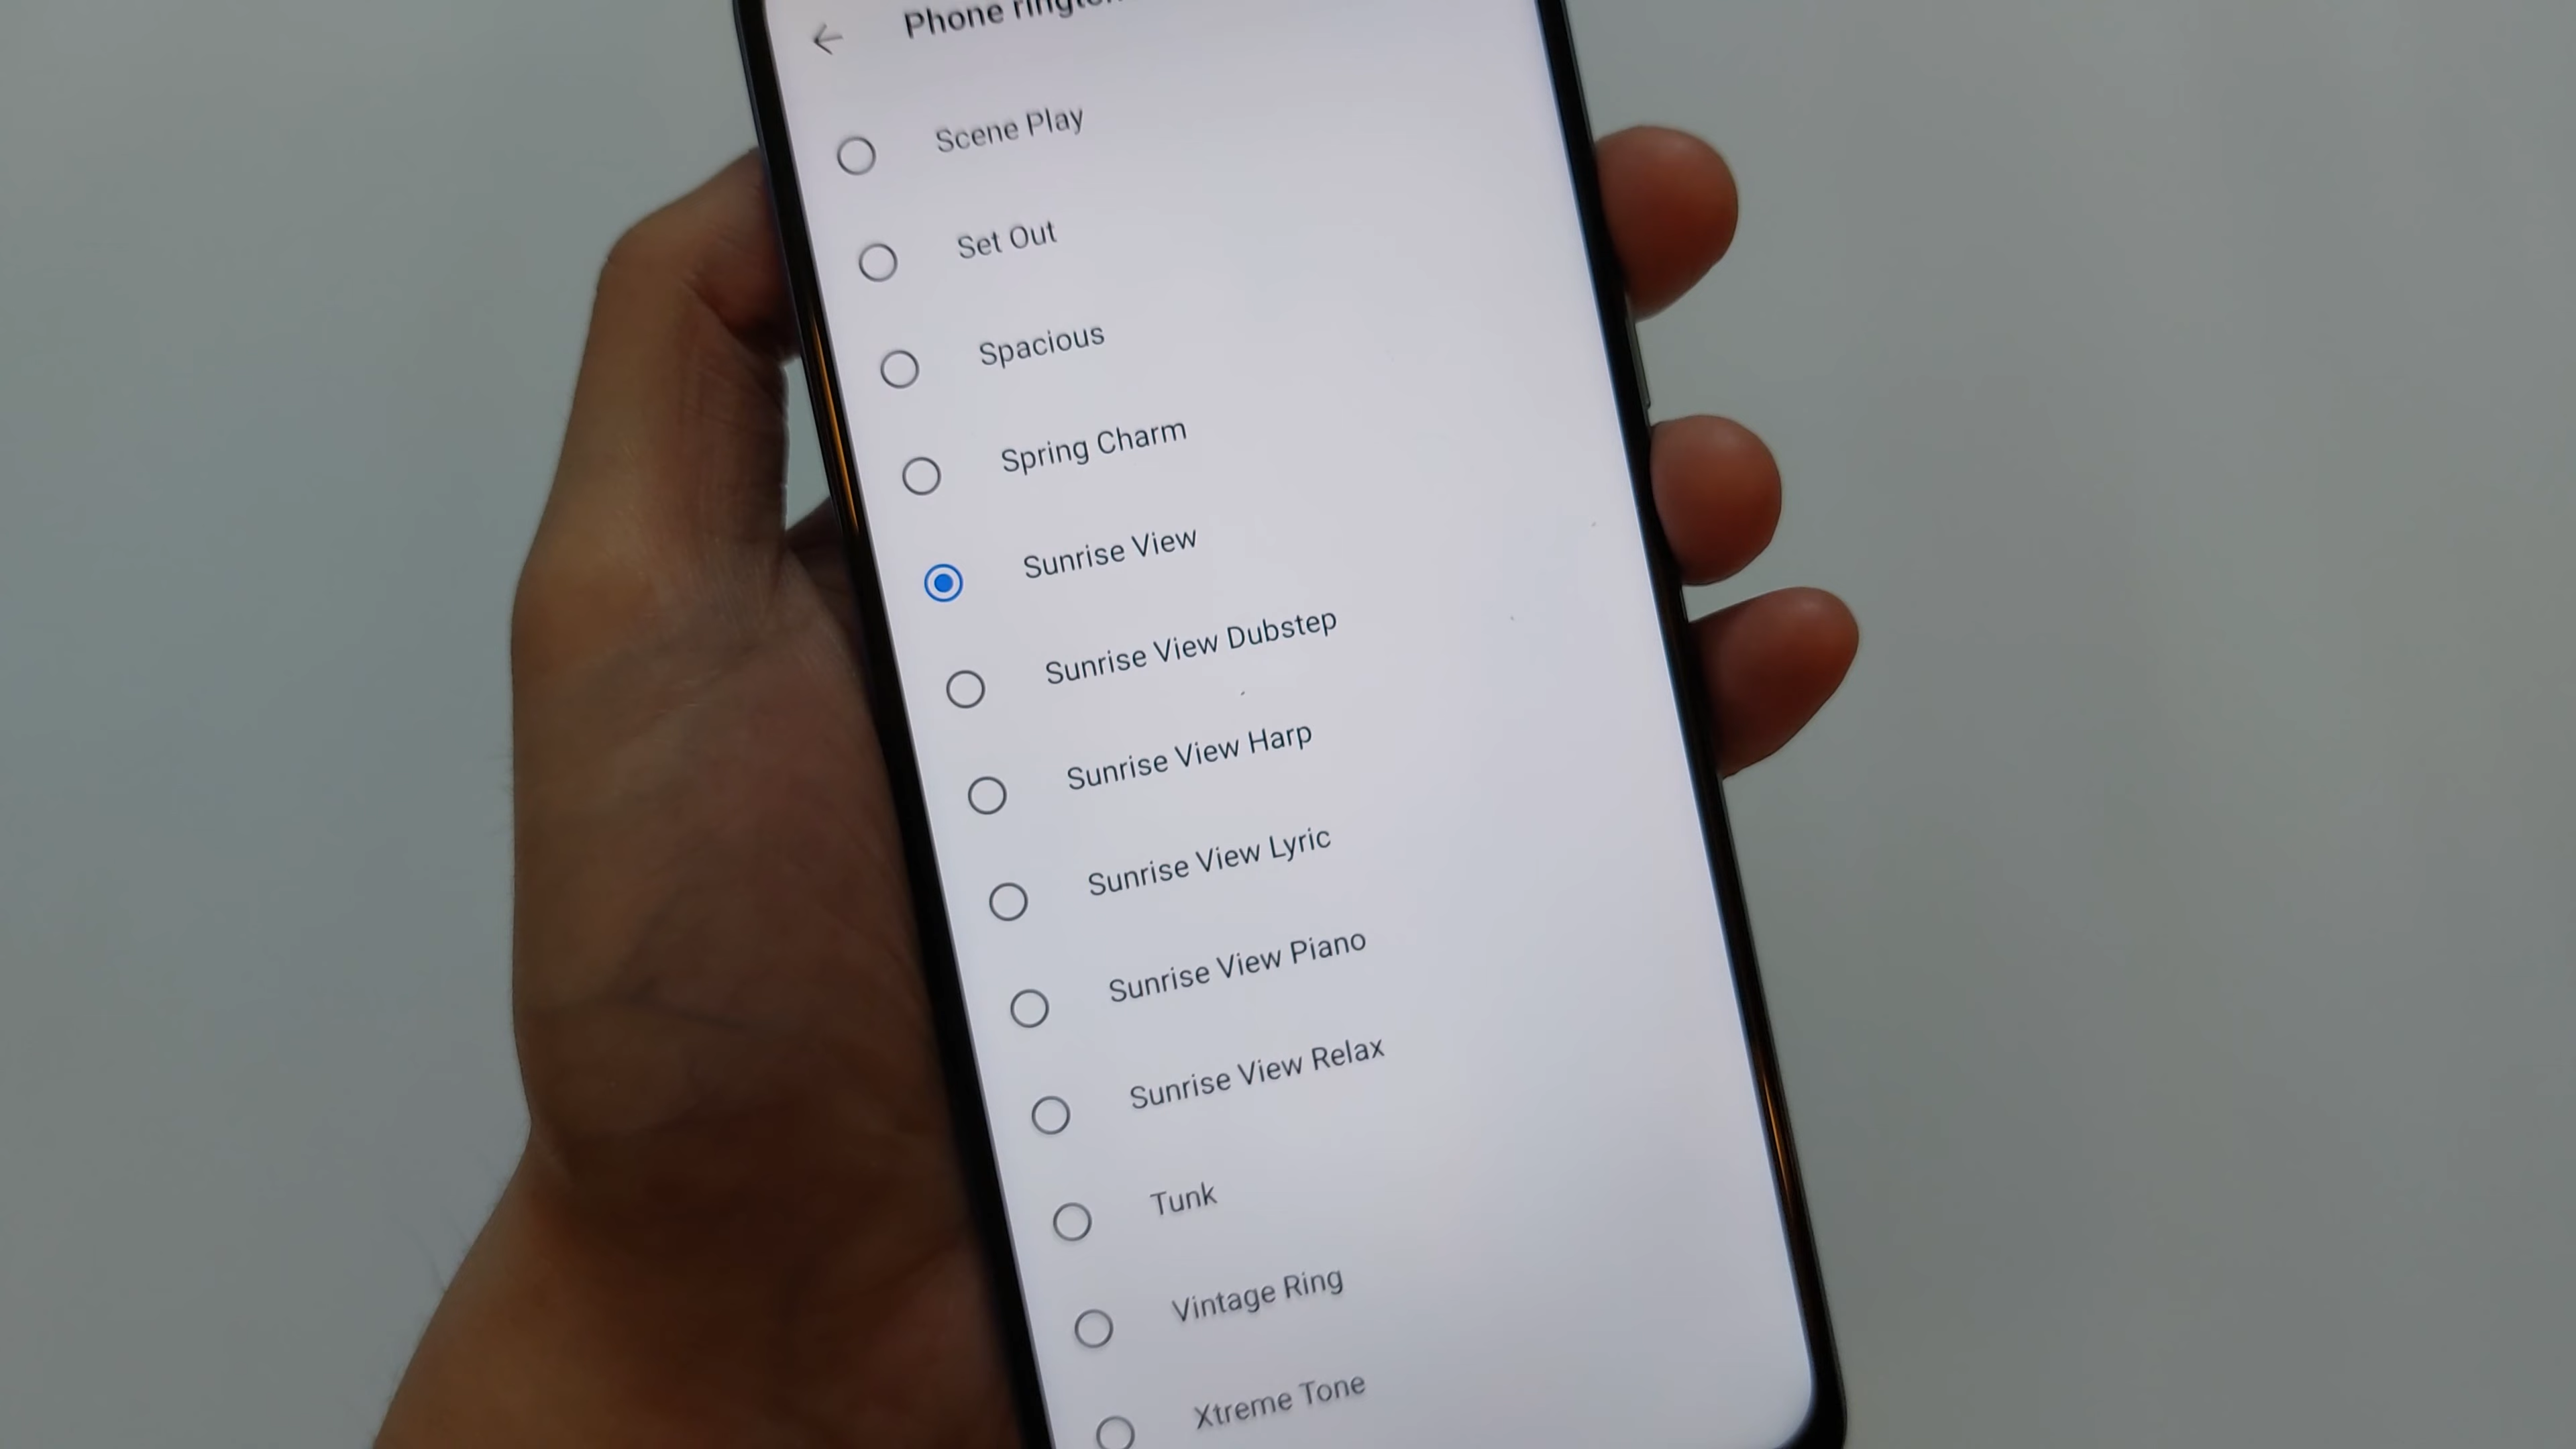 Phone
Scene Play
Set Out
Spacious
Spring Charm
Sunrise View
Sunrise View Dubstep
Sunrise View Harp
Sunrise View Lyric
Sunrise View Piano
Sunrise View Relax
Tunk
Vintage Ring
Xtreme Tone